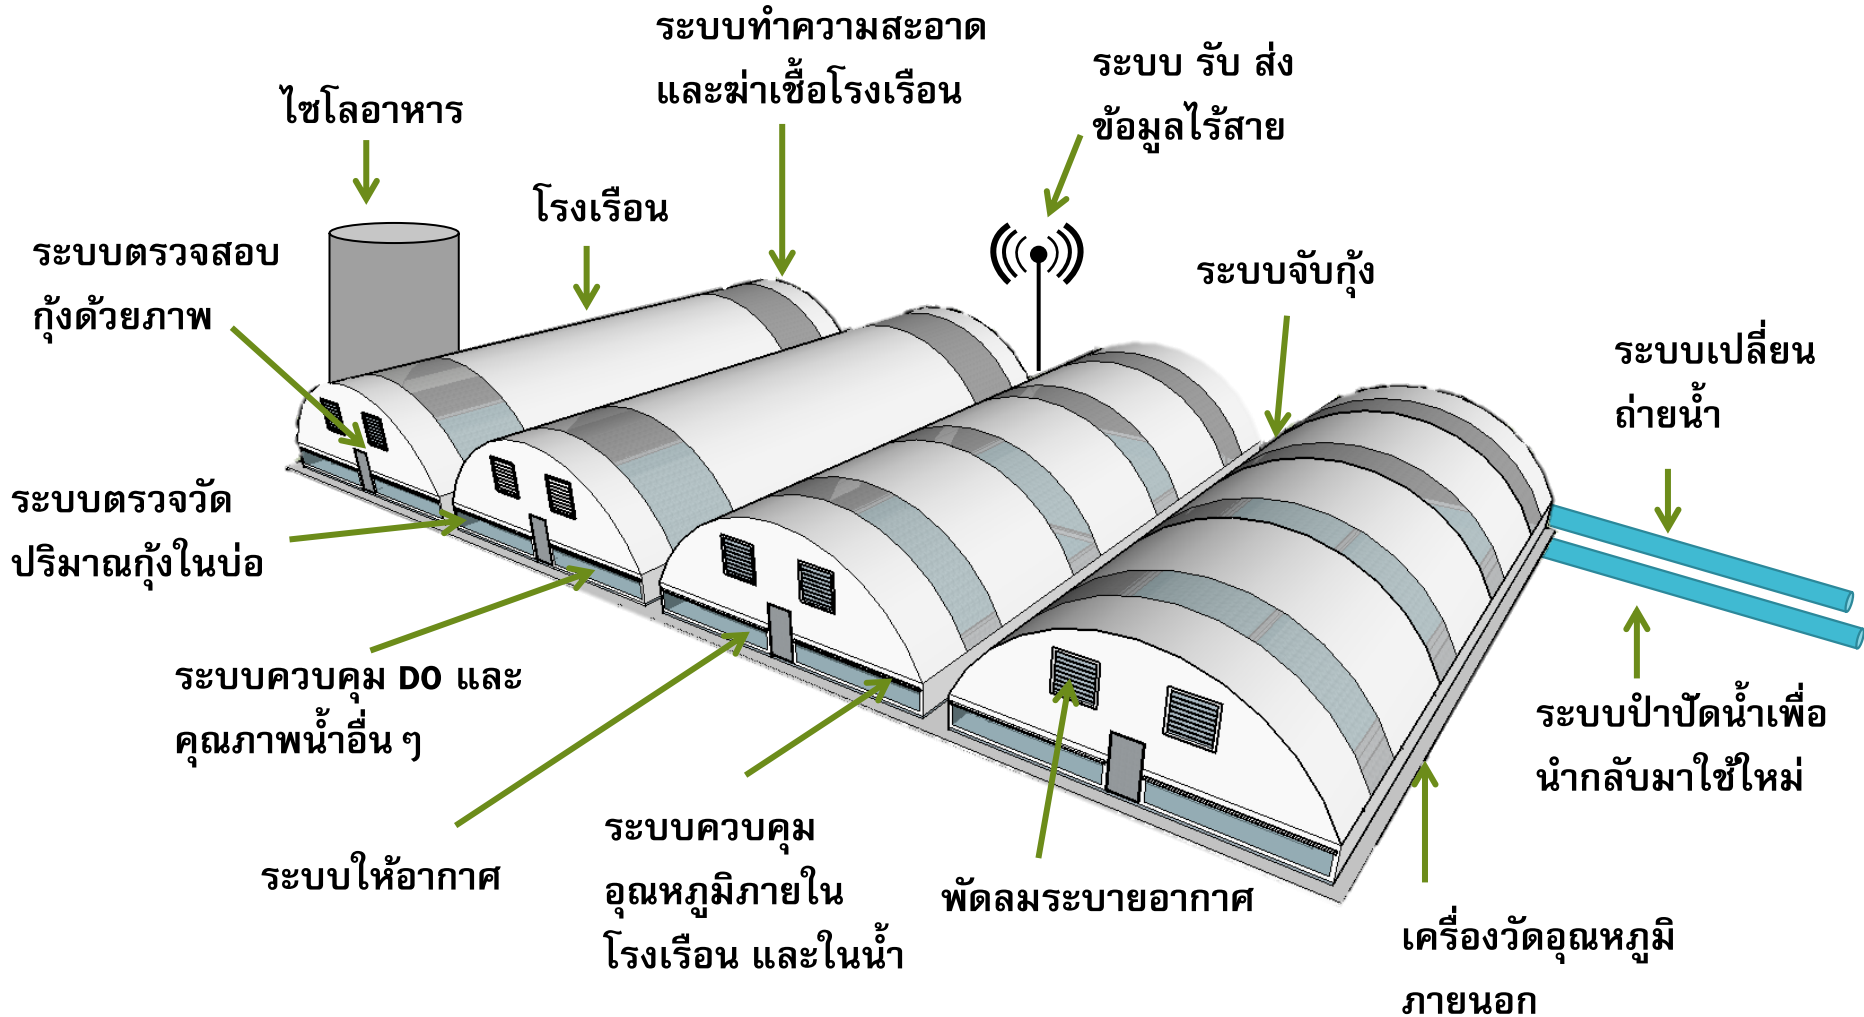 ระบบทำความสะอาด
และฆ่าเชื้อโรงเรือน
ระบบ รับ ส่ง
ข้อมูลไร้สาย
ไซโลอาหาร
โรงเรือน
ระบบตรวจสอบ
กุ้งด้วยภาพ
ระบบจับกุ้ง
ระบบเปลี่ยน
ถ่ายน้ำ
ระบบตรวจวัด
ปริมาณกุ้งในบ่อ
ระบบควบคุม DO และ
คุณภาพน้ำอื่น ๆ
ระบบให้อากาศ
ระบบควบคุม
อุณหภูมิภายใน
โรงเรือน และในน้ำ
พัดลมระบายอากาศ
ระบบบำบัดน้ำเพื่อ
นำกลับมาใช้ใหม่
เครื่องวัดอุณหภูมิ
ภายนอก